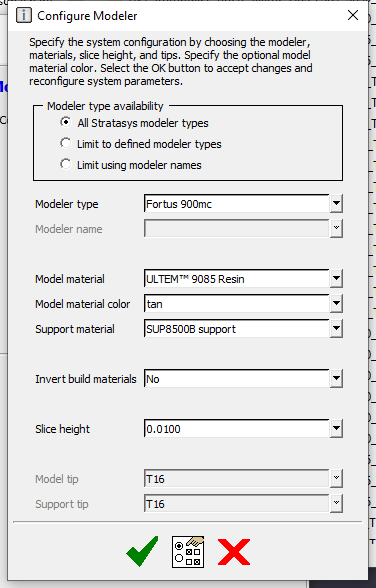 Configure Modeler
Specify the system configuration by choosing the modeler,
materials, slice height, and tips. Specify the optional model
material color. Select the OK button to accept changes and
reconfigure system parameters.
Modeler type availability
All Stratasys modeler types
Limit to defined modeler types
Limit using modeler names
Modeler type Fortus 900mc
Modeler name
Model material ULTEM™ 9085 Resin
Model material color tan
Support material SUP8500B support
Invert build materials No
Slice height 0.0100
Model tip T16
Support tip T16